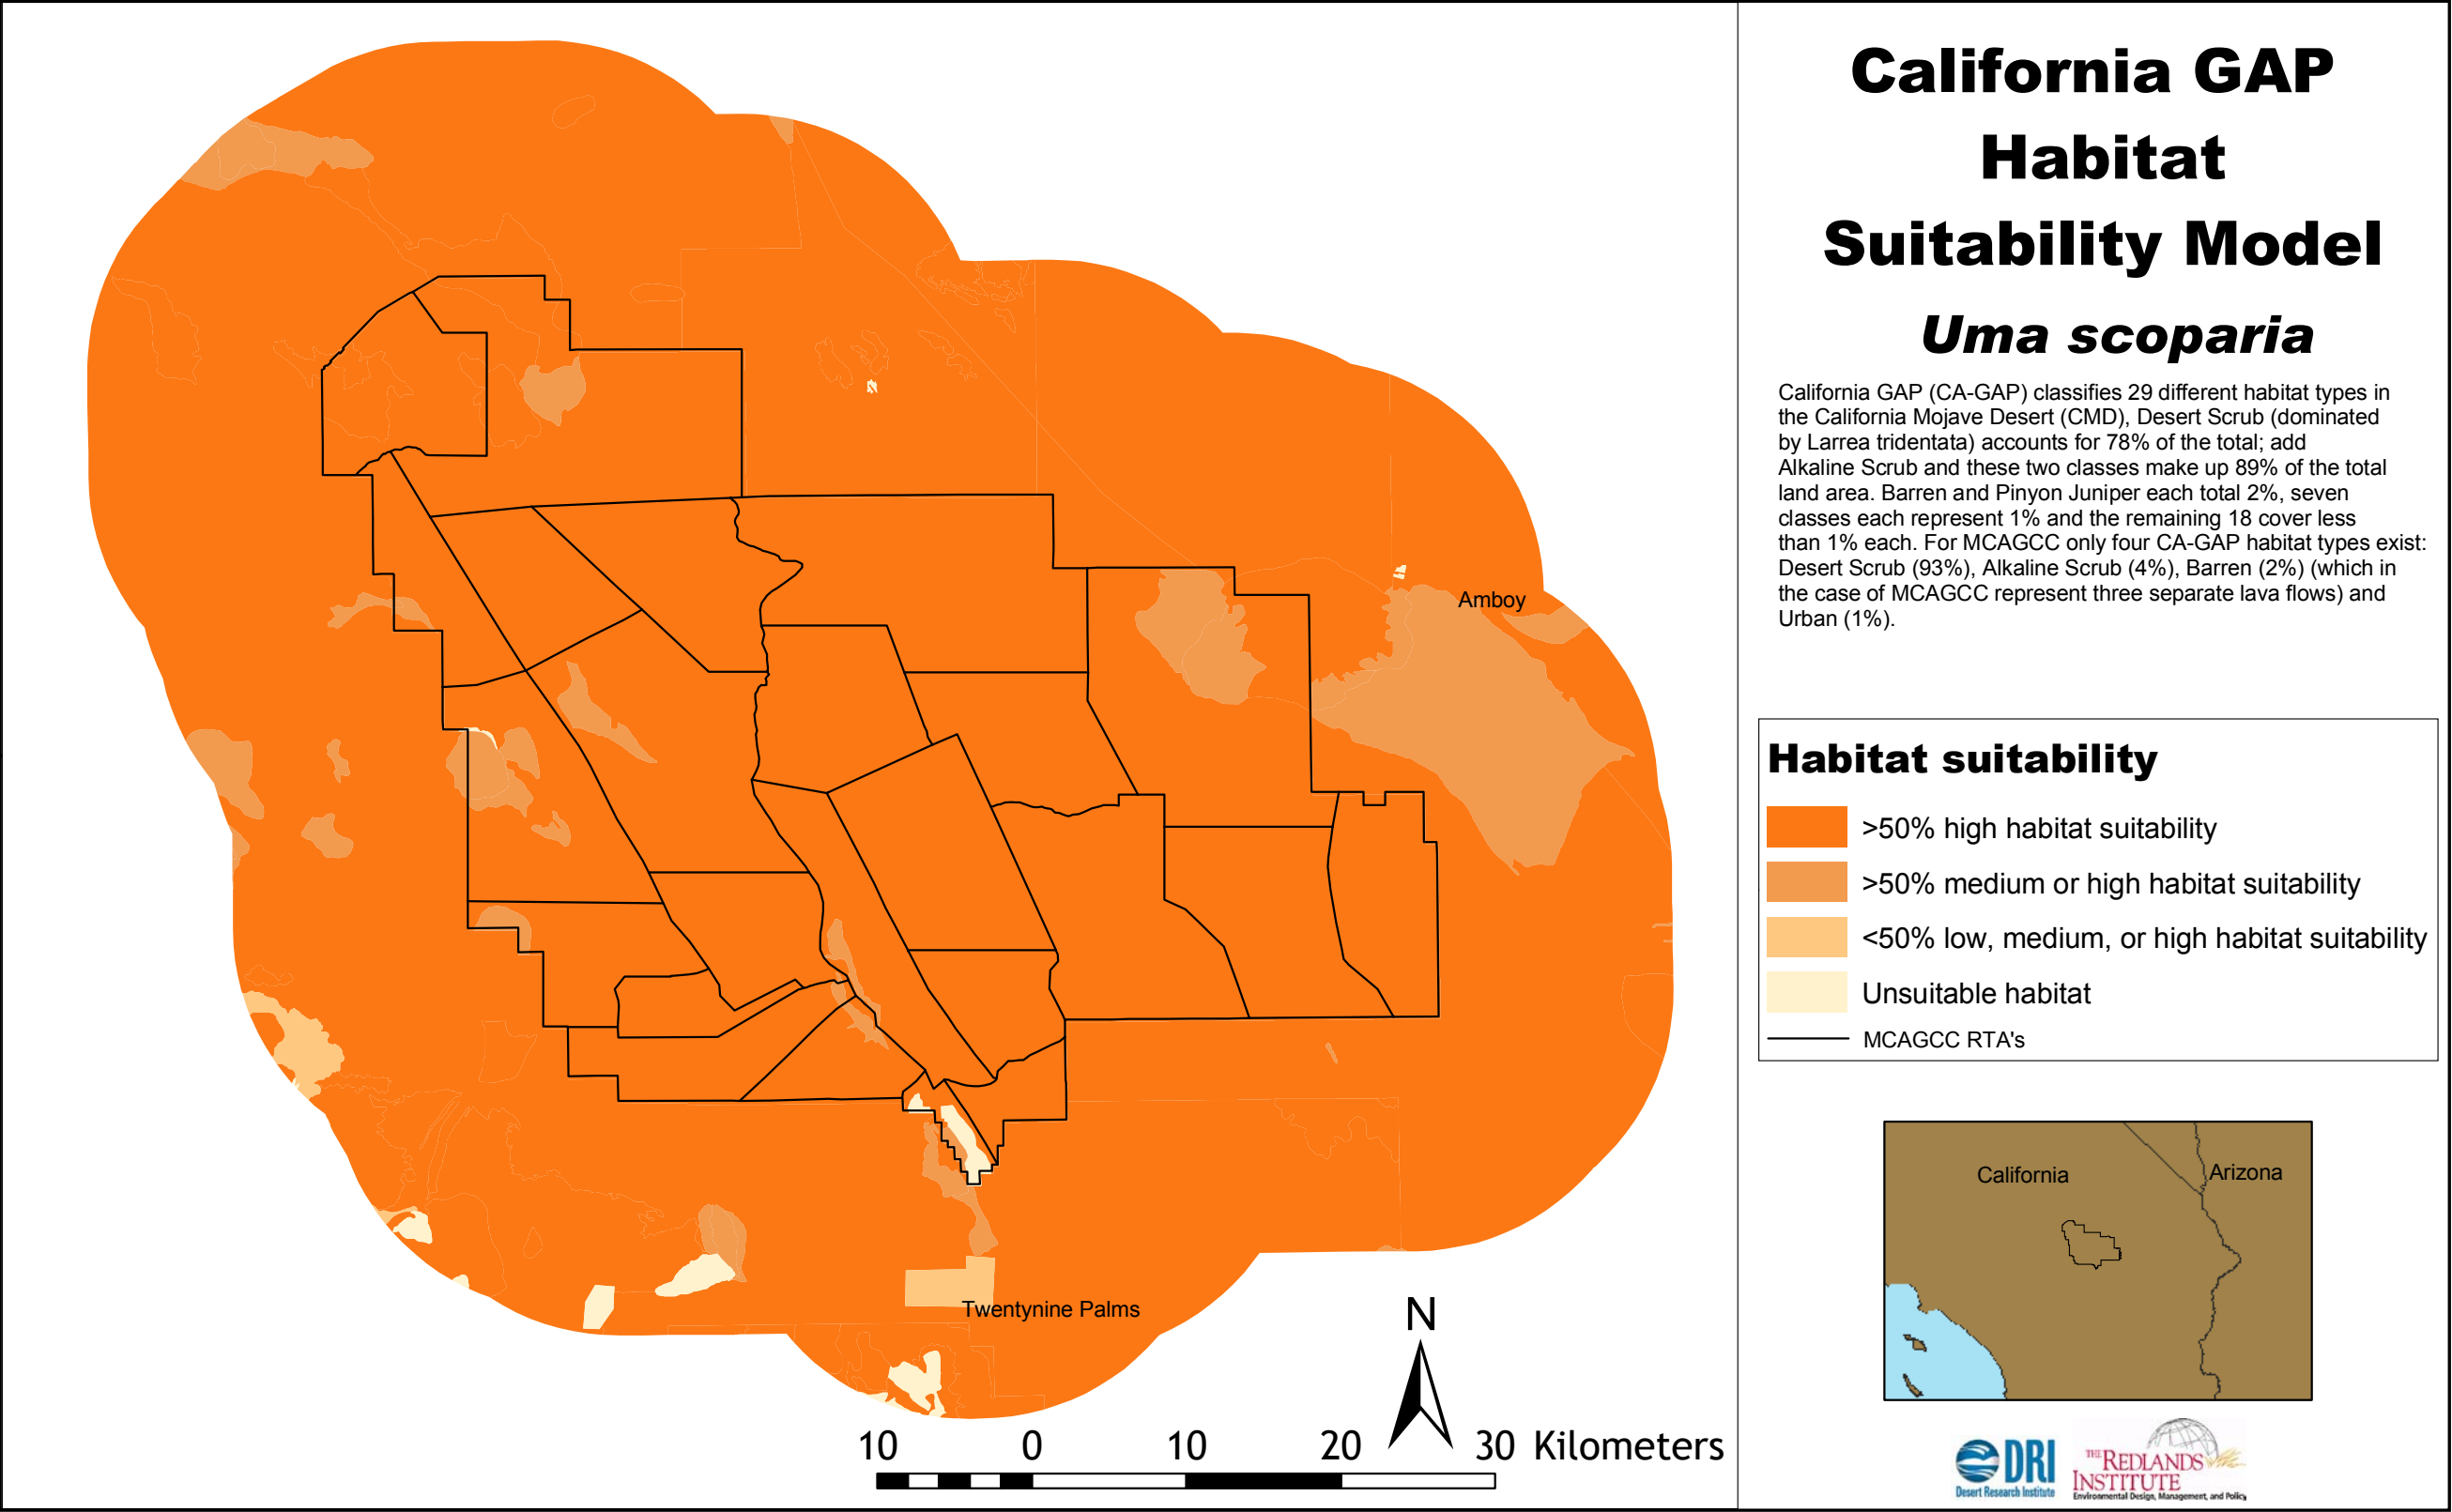 California GAP
Habitat
Suitability Model
Uma scoparia
California GAP (CA-GAP) classifies 29 different habitat types in
the California Mojave Desert (CMD), Desert Scrub (dominated
by Larrea tridentata) accounts for 78% of the total; add
Alkaline Scrub and these two classes make up 89% of the total
land area. Barren and Pinyon Juniper each total 2%, seven
classes each represent 1% and the remaining 18 cover less
than 1% each. For MCAGCC only four CA-GAP habitat types exist:
Desert Scrub (93%), Alkaline Scrub (4%), Barren (2%) (which in
the case of MCAGCC represent three separate lava flows) and
Urban (1%).
Amboy
Twentynine Palms
Habitat suitability
>50% high habitat suitability
>50% medium or high habitat suitability
<50% low, medium, or high habitat suitability
Unsuitable habitat
MCAGCC RTA's
California
Arizona
N
10 0 10 20 30 Kilometers
DRI
Desert Research Institute
THE REDLANDS
INSTITUTE
Environmental Design, Management, and Policy